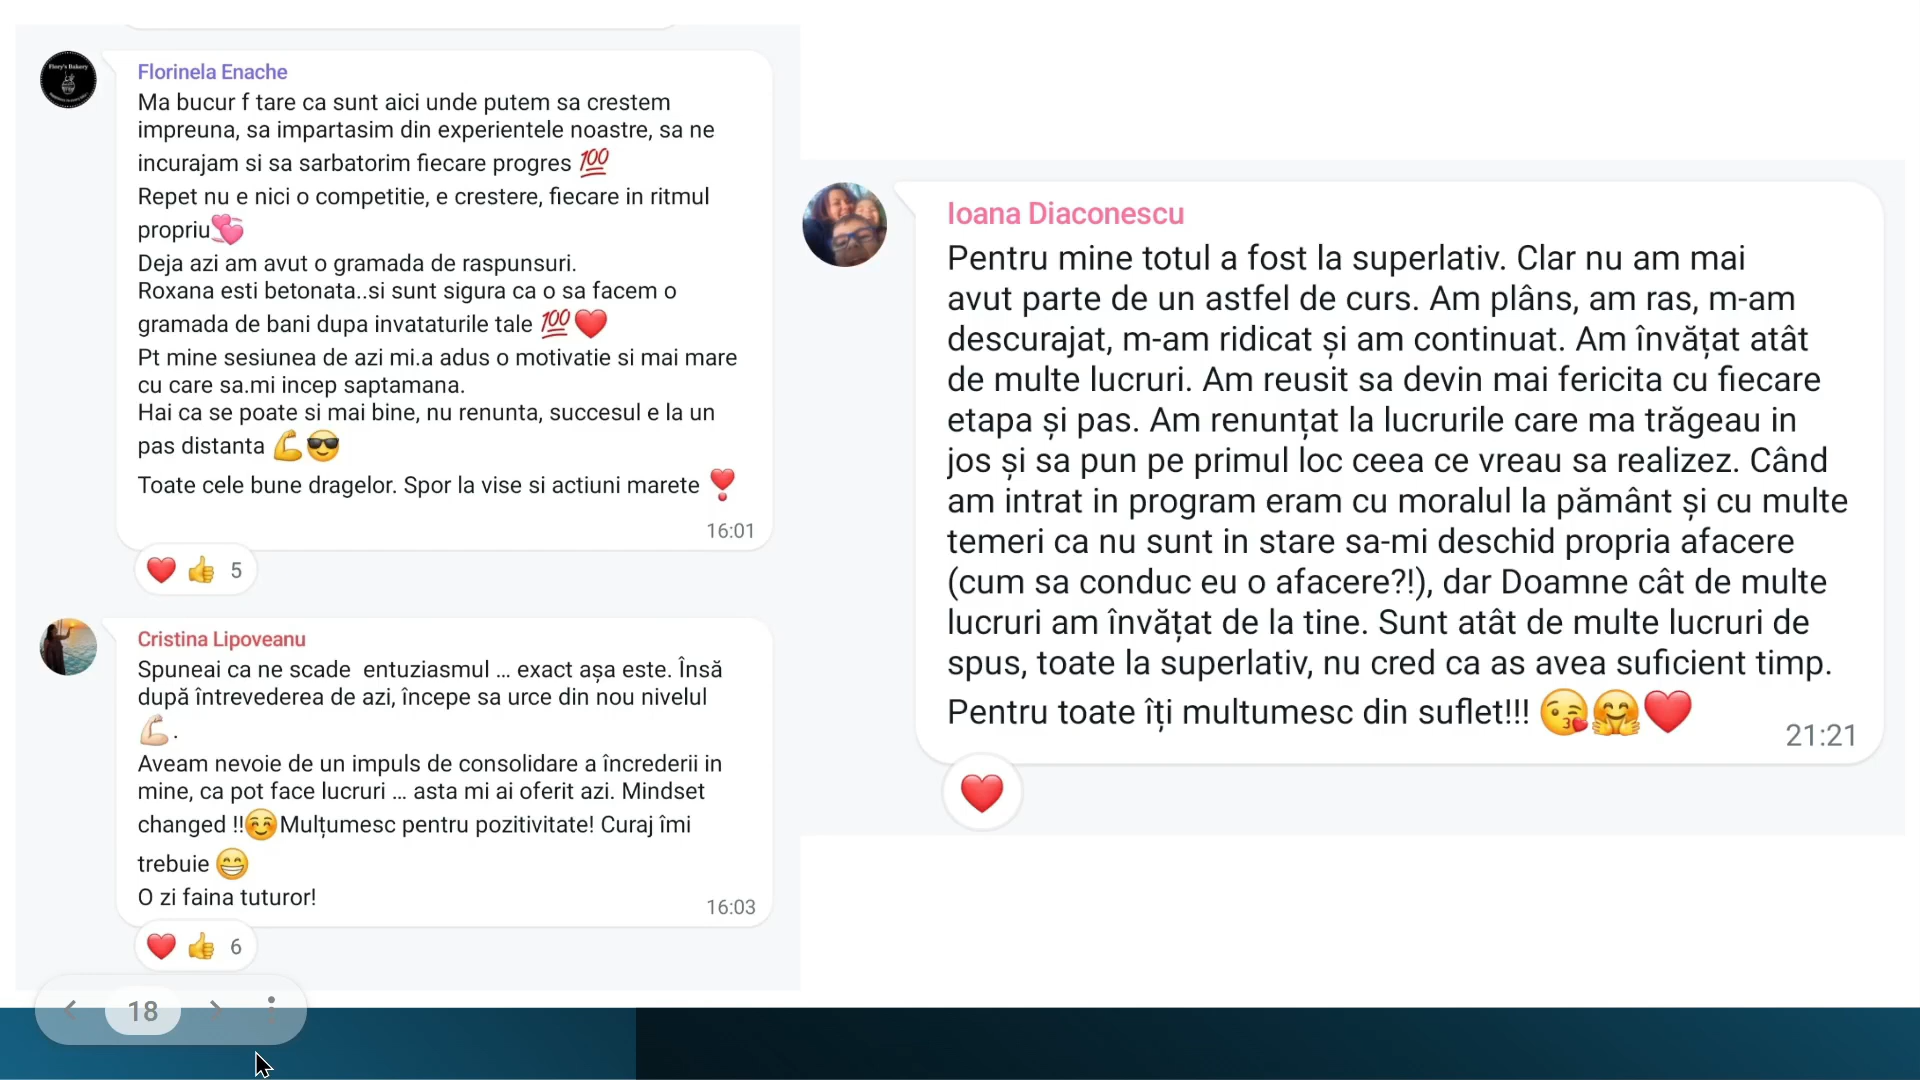 Flory's Bakery
Florinela Enache
Ma bucur f tare ca sunt aici unde putem sa crestem
impreuna, sa impartasim din experientele noastre, sa ne
incurajam si sa sarbatorim fiecare progres 💯
Repet nu e nici o competitie, e crestere, fiecare in ritmul
propriu💞
Deja azi am avut o gramada de raspunsuri.
Roxana esti betonata..si sunt sigura ca o sa facem o
gramada de bani dupa invataturile tale 💯❤️
Pt mine sesiunea de azi mi.a adus o motivatie si mai mare
cu care sa.mi incep saptamana.
Hai ca se poate si mai bine, nu renunta, succesul e la un
pas distanta 💪😎
Toate cele bune dragelor. Spor la vise si actiuni marete ❣️
16:01
❤️👍 5
Cristina Lipoveanu
Spuneai ca ne scade  entuziasmul ... exact așa este. Însă
după întrevederea de azi, începe sa urce din nou nivelul
💪🏻.
Aveam nevoie de un impuls de consolidare a încrederii in
mine, ca pot face lucruri ... asta mi ai oferit azi. Mindset
changed !!☺️Mulțumesc pentru pozitivitate! Curaj îmi
trebuie 😁
O zi faina tuturor!
16:03
❤️👍 6
Ioana Diaconescu
Pentru mine totul a fost la superlativ. Clar nu am mai
avut parte de un astfel de curs. Am plâns, am ras, m-am
descurajat, m-am ridicat și am continuat. Am învățat atât
de multe lucruri. Am reusit sa devin mai fericita cu fiecare
etapa și pas. Am renunțat la lucrurile care ma trăgeau in
jos și sa pun pe primul loc ceea ce vreau sa realizez. Când
am intrat in program eram cu moralul la pământ și cu multe
temeri ca nu sunt in stare sa-mi deschid propria afacere
(cum sa conduc eu o afacere?!), dar Doamne cât de multe
lucruri am învățat de la tine. Sunt atât de multe lucruri de
spus, toate la superlativ, nu cred ca as avea suficient timp.
Pentru toate îți multumesc din suflet!!! 😘🤗❤️
21:21
18